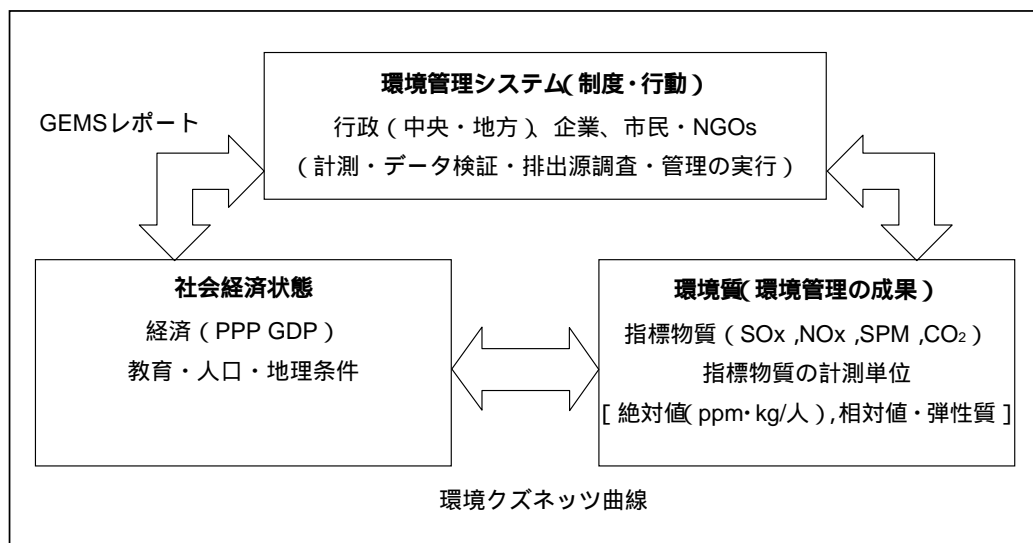 環境管理システム(制度・行動)
行政(中央・地方)、企業、市民・NGOs
(計測・データ検証・排出源調査・管理の実行)
GEMSレポート
社会経済状態
経済(PPP GDP)
教育・人口・地理条件
環境質(環境管理の成果)
指標物質(SOx ,NOx ,SPM ,CO₂)
指標物質の計測単位
[絶対値(ppm・kg/人),相対値・弾性質]
環境クズネッツ曲線